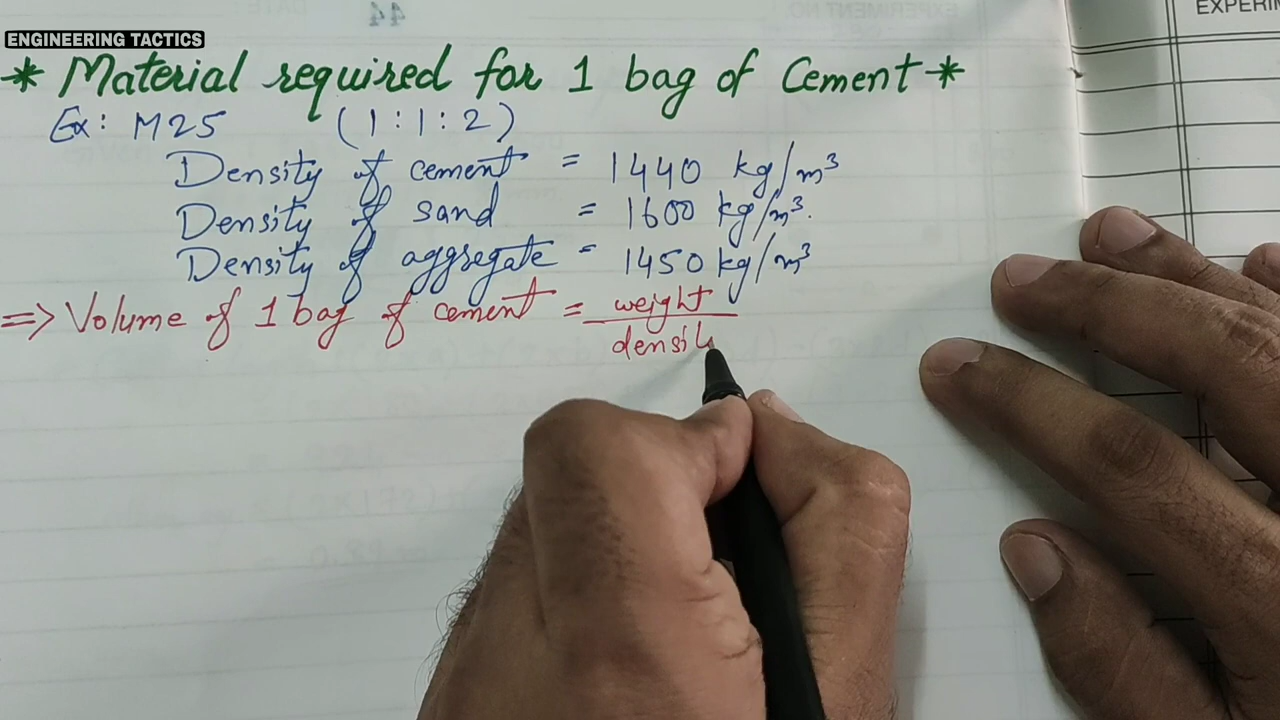 ENGINEERING TACTICS
EXPERIM
* Material required for 1 bag of Cement *
Ex: M25 (1:1:2)
Density of cement = 1440 kg/m³
Density of sand = 1600 kg/m³.
Density of aggregate = 1450 kg/m³
=> Volume of 1 bag of cement = weight
densit